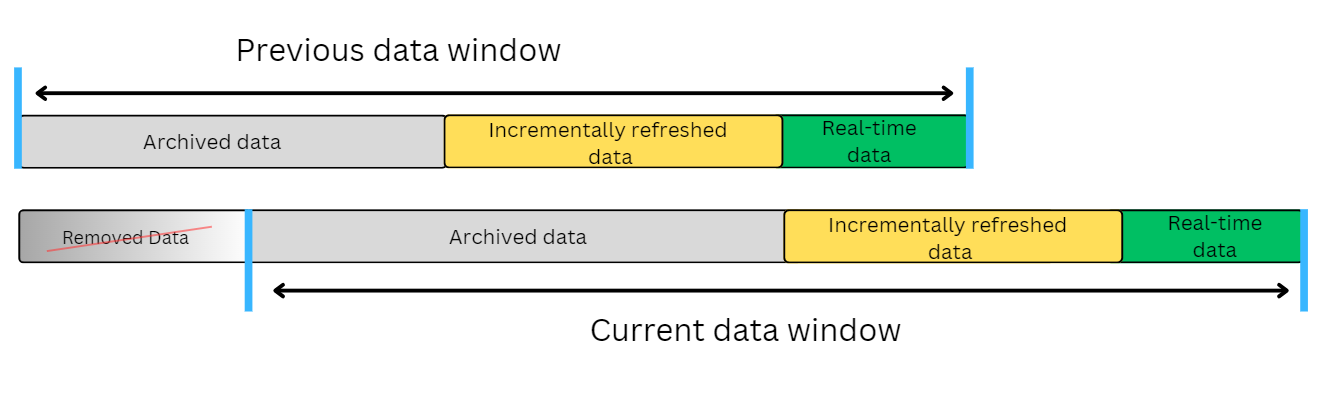 Previous data window
Archived data
Incrementally refreshed
data
Real-time
data
Removed Data
Archived data
Incrementally refreshed
data
Real-time
data
Current data window